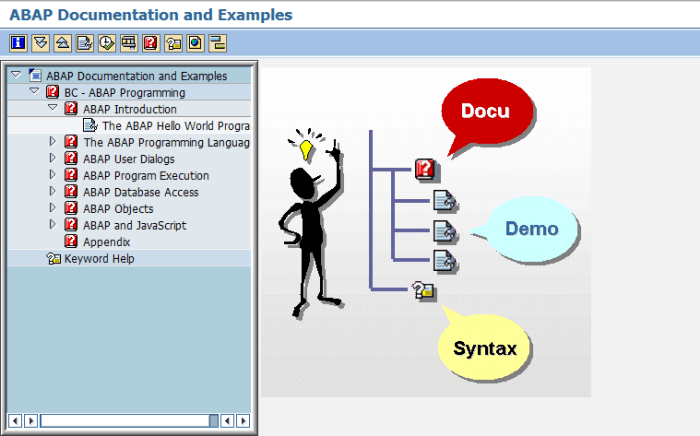 ABAP Documentation and Examples
ABAP Documentation and Examples
BC - ABAP Programming
ABAP Introduction
The ABAP Hello World Progra
The ABAP Programming Languag
ABAP User Dialogs
ABAP Program Execution
ABAP Database Access
ABAP Objects
ABAP and JavaScript
Appendix
Keyword Help
Docu
Demo
Syntax